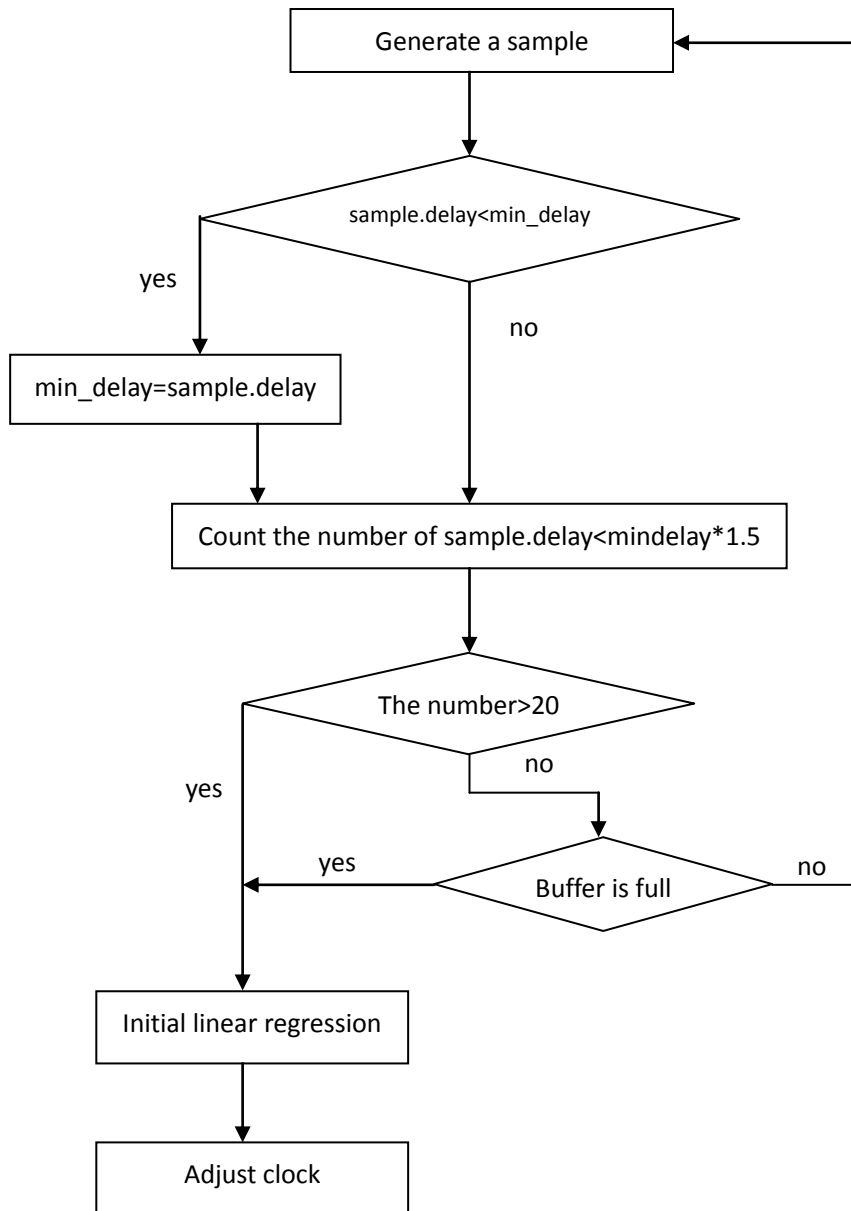 Generate a sample
sample.delay<min_delay
yes
no
min_delay=sample.delay
Count the number of sample.delay<mindelay*1.5
The number>20
no
yes
yes
no
Buffer is full
Initial linear regression
Adjust clock